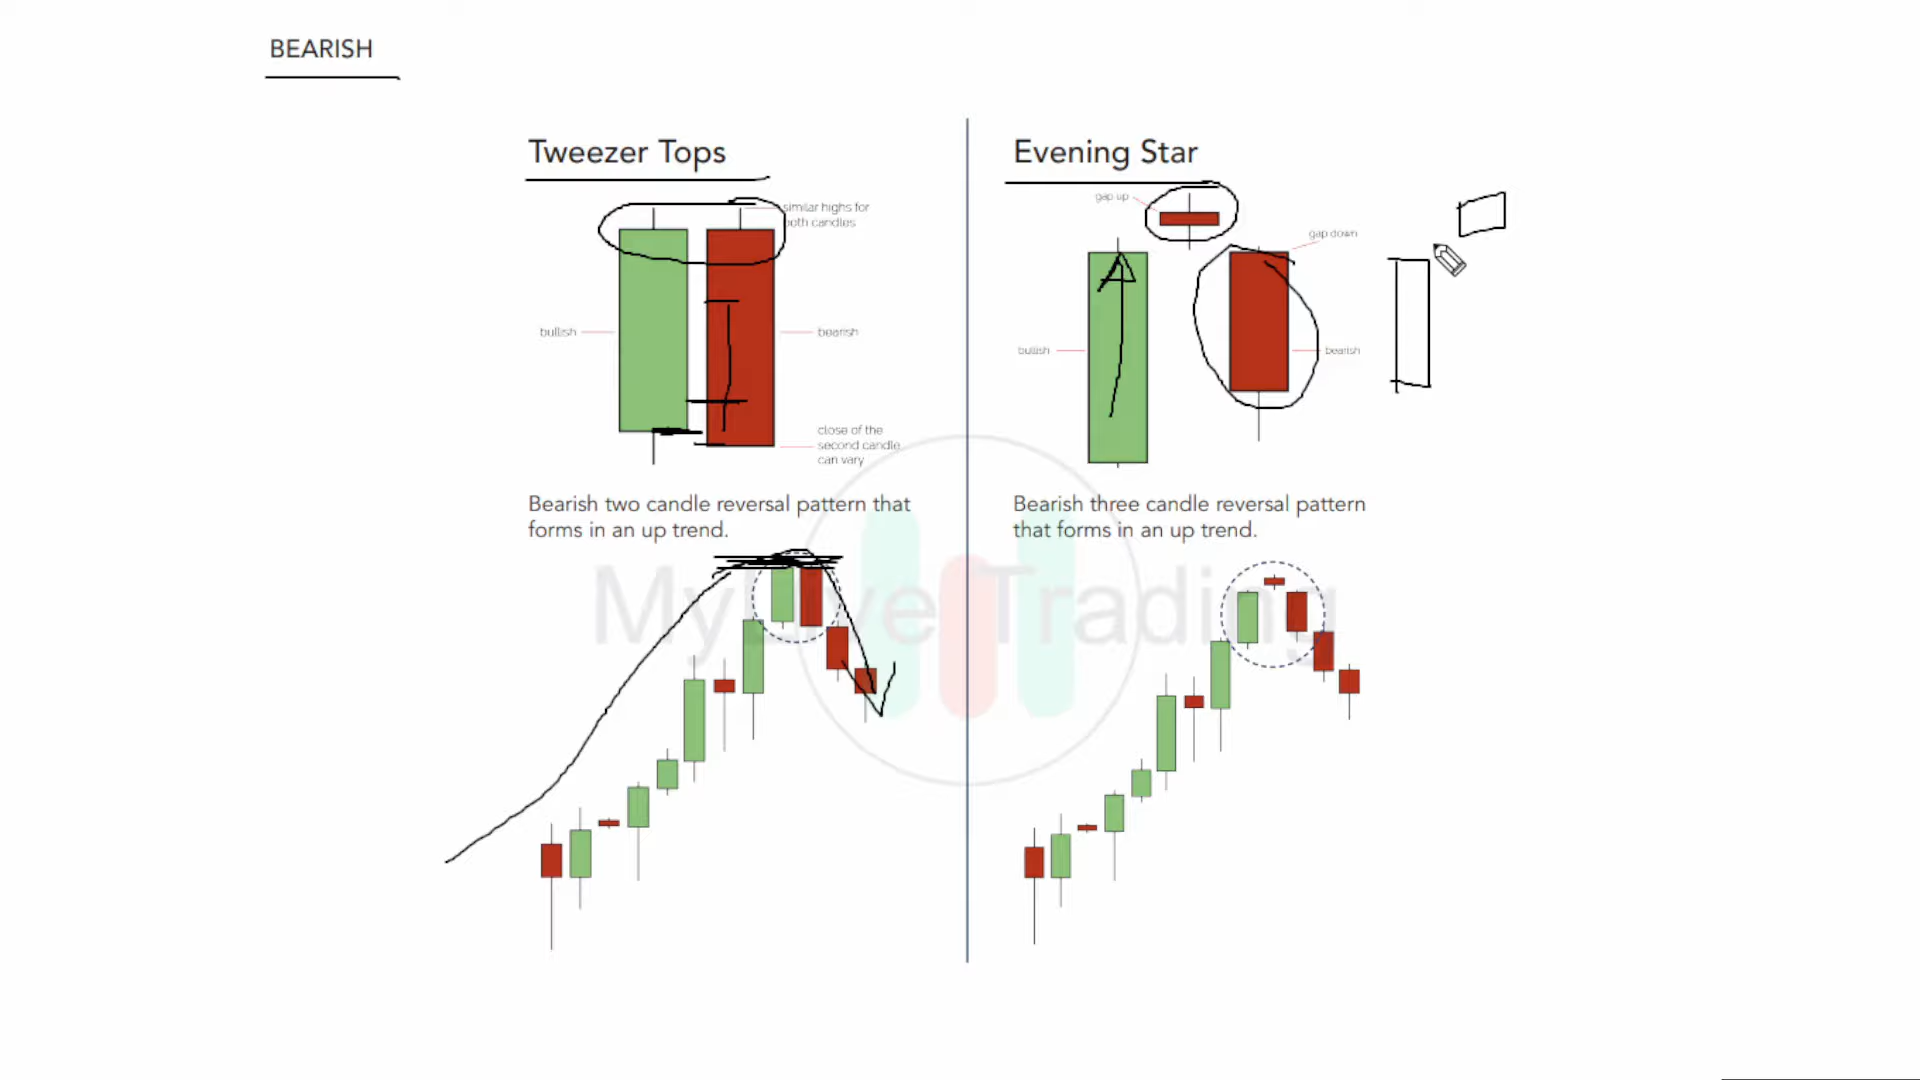 BEARISH
Tweezer Tops
similar highs for
both candles
bullish
bearish
close of the
second candle
can vary
Bearish two candle reversal pattern that
forms in an up trend.
Evening Star
gap up
gap down
bullish
bearish
Bearish three candle reversal pattern
that forms in an up trend.
MyLive Trading